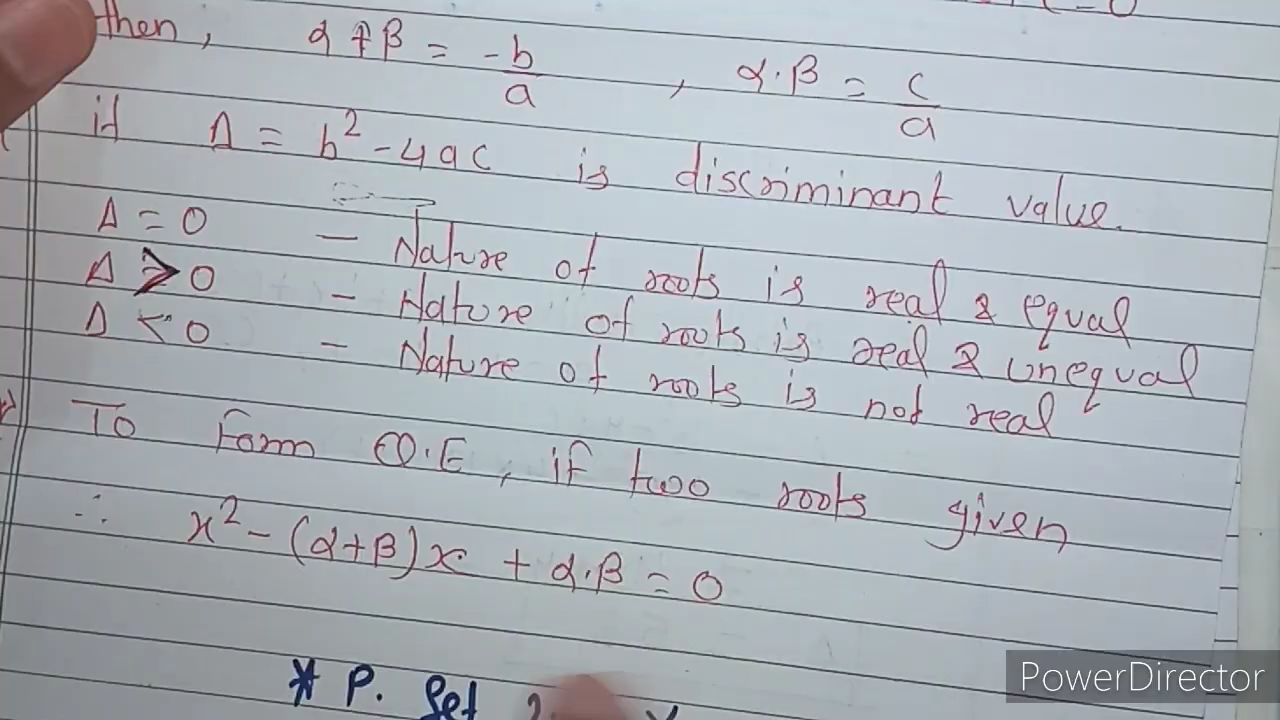 then, α + β = -b/a , α.β = c/a
if Δ = b² - 4ac is discriminant value.
Δ = 0 - Nature of roots is real & equal
Δ > 0 - Nature of roots is real & unequal
Δ < 0 - Nature of roots is not real
To Form Q.E, if two roots given
∴ x² - (α+β)x + α.β = 0
* P. Set
PowerDirector